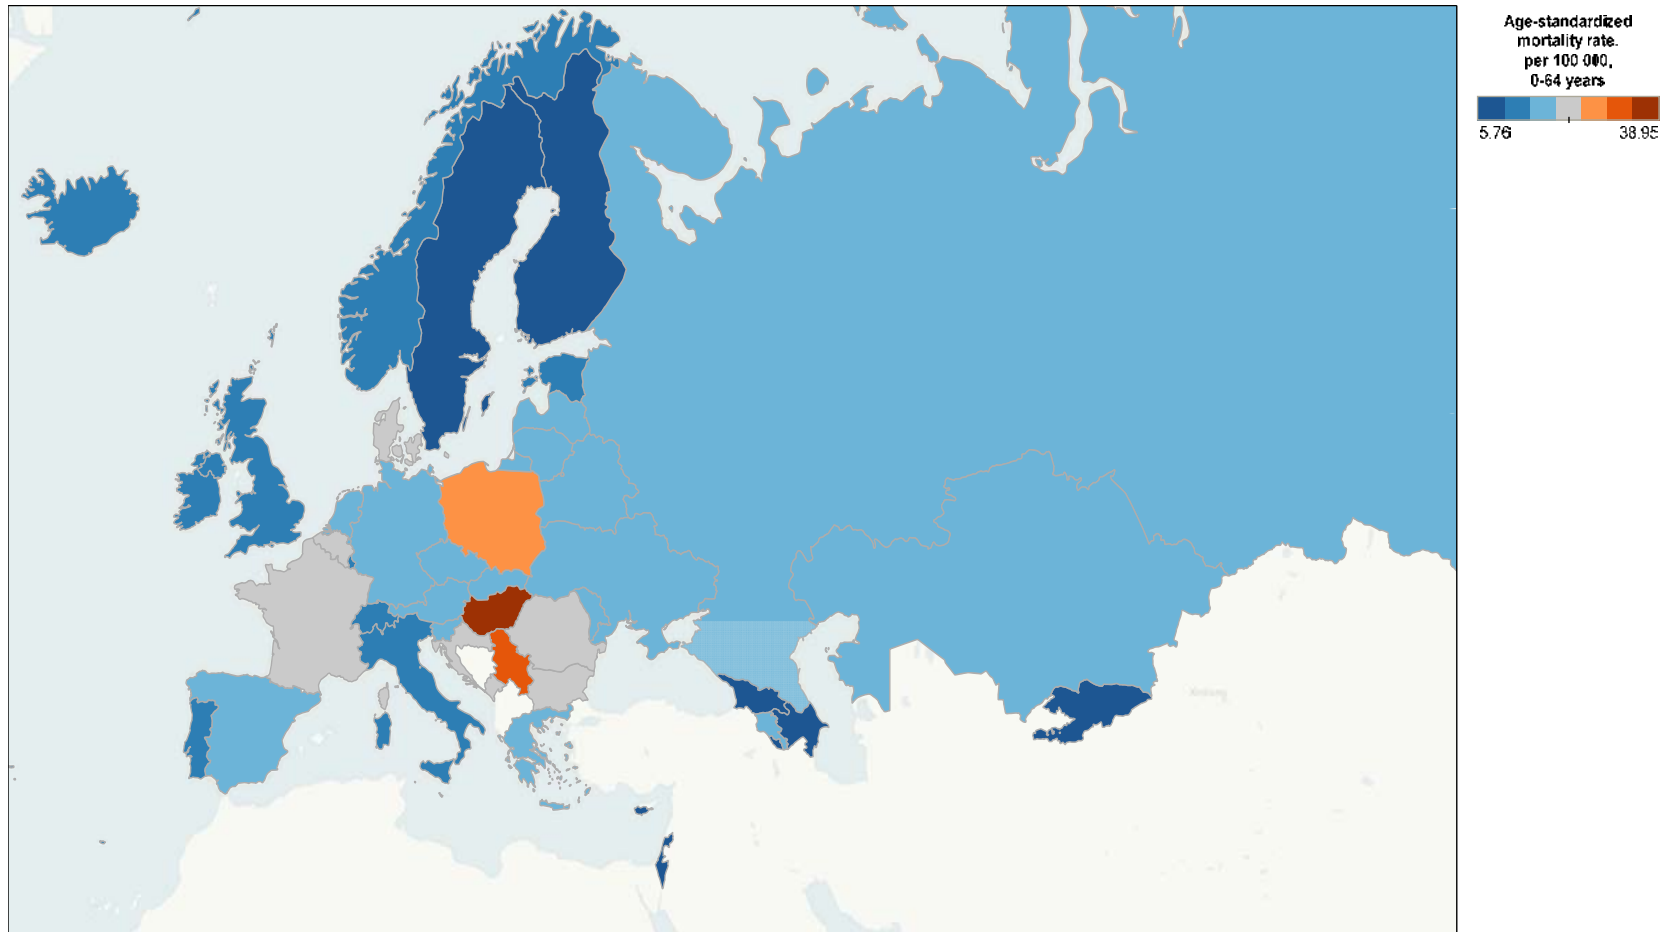 Age-standardized
mortality rate.
per 100 000,
0-64 years
5.76
38.95